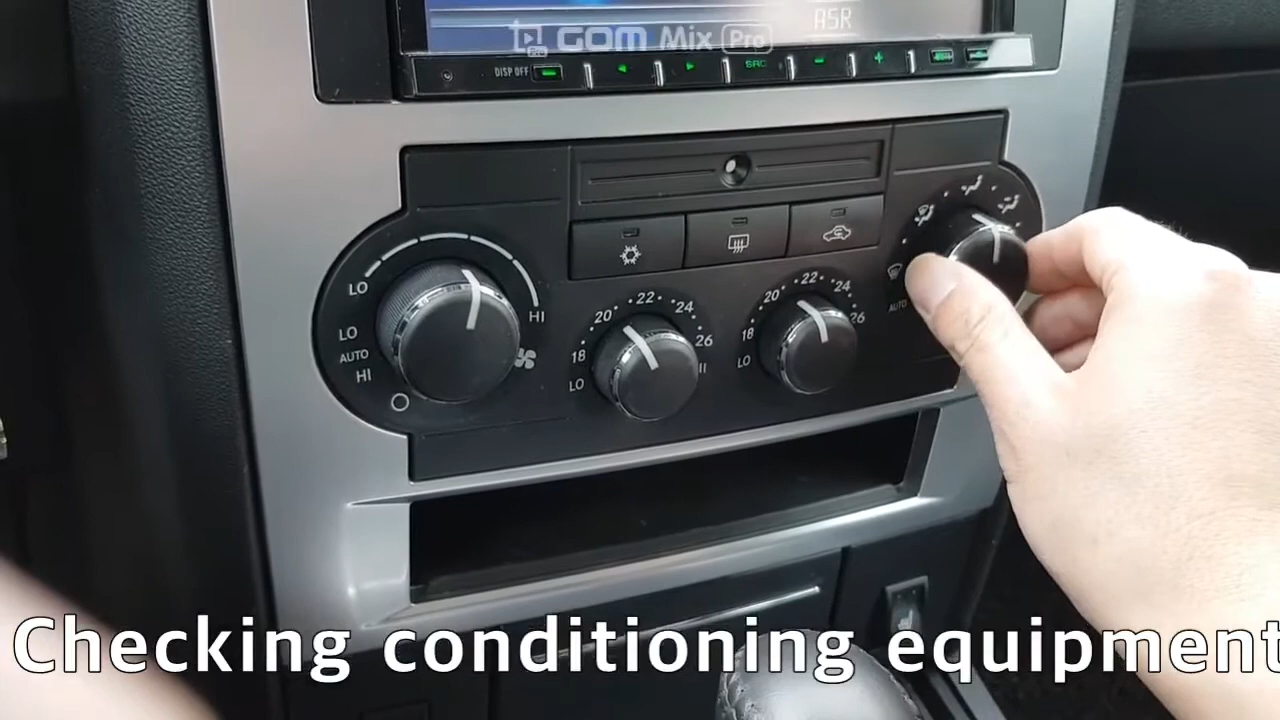 ASR
GOM Mix Pro
Pro
DISP OFF
SRC
LO
HI
LO
AUTO
HI
LO 18 20 22 24 26
LO 18 20 22 24 26
AUTO
Checking conditioning equipment